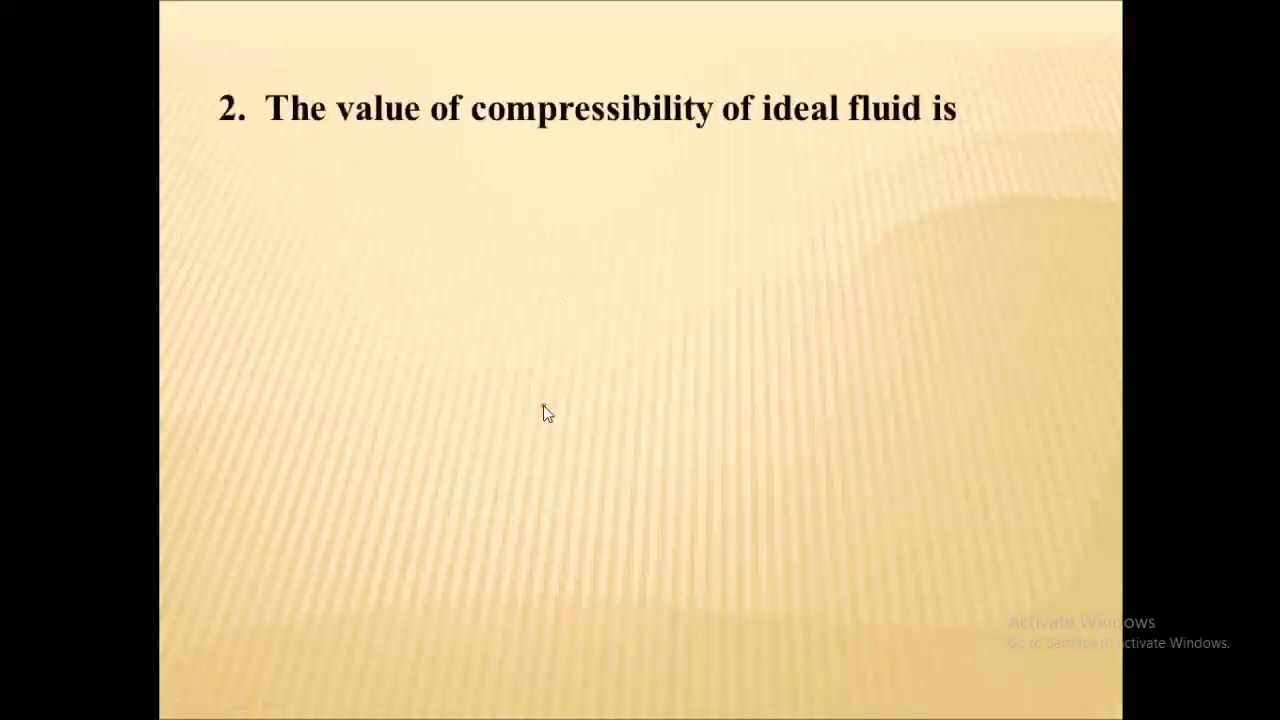 2. The value of compressibility of ideal fluid is
Activate Windows
Go to Settings to activate Windows.